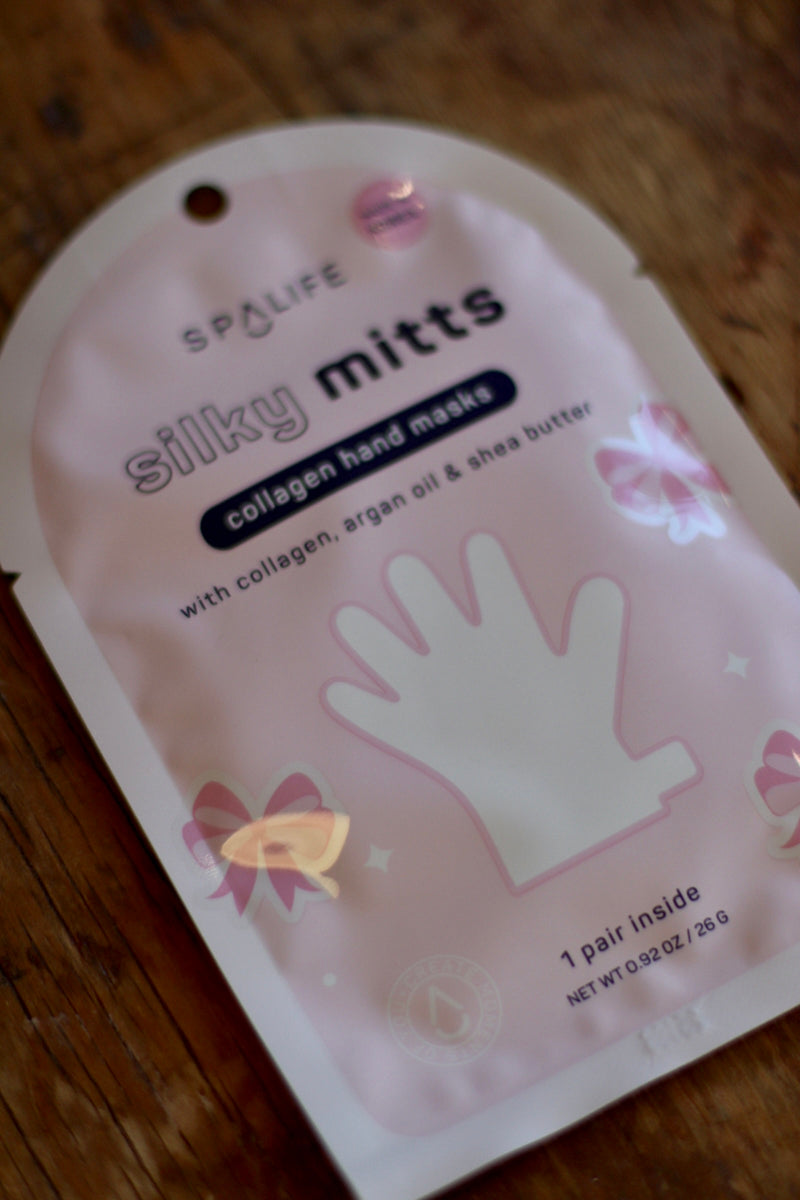 SPALIFE
silky mitts
collagen hand masks
with collagen, argan oil & shea butter
1 pair inside
NET WT 0.92 OZ / 26 G